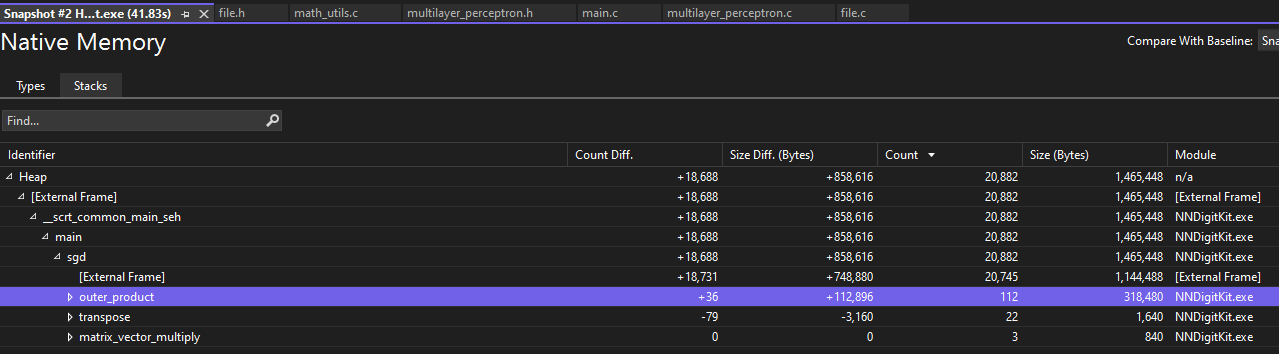 Snapshot #2 H...t.exe (41.83s) file.h math_utils.c multilayer_perceptron.h main.c multilayer_perceptron.c file.c
Native Memory
Compare With Baseline: Sna
Types Stacks
Find...
Identifier Count Diff. Size Diff. (Bytes) Count Size (Bytes) Module
Heap +18,688 +858,616 20,882 1,465,448 n/a
[External Frame] +18,688 +858,616 20,882 1,465,448 [External Frame]
__scrt_common_main_seh +18,688 +858,616 20,882 1,465,448 NNDigitKit.exe
main +18,688 +858,616 20,882 1,465,448 NNDigitKit.exe
sgd +18,688 +858,616 20,882 1,465,448 NNDigitKit.exe
[External Frame] +18,731 +748,880 20,745 1,144,488 [External Frame]
outer_product +36 +112,896 112 318,480 NNDigitKit.exe
transpose -79 -3,160 22 1,640 NNDigitKit.exe
matrix_vector_multiply 0 0 3 840 NNDigitKit.exe